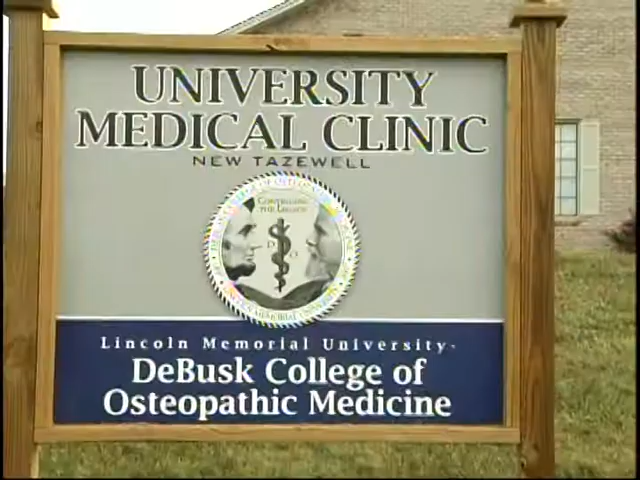 UNIVERSITY
MEDICAL CLINIC
NEW TAZEWELL
CONTINUING
THE LEGACY
D O
LINCOLN MEMORIAL UNIVERSITY-
DEBUSK COLLEGE OF
OSTEOPATHIC MEDICINE